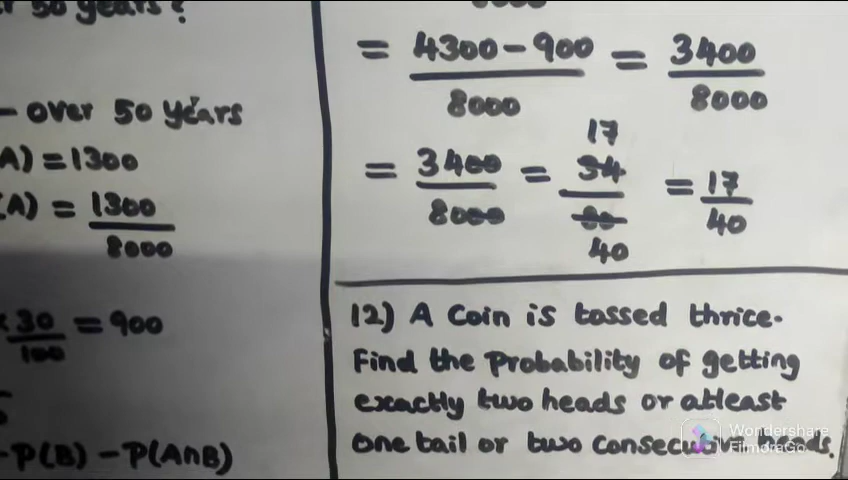 50 years?
- over 50 years
A) = 1300
(A) = 1300
8000
× 30 = 900
100
- P(B) - P(A∩B)
= 4300 - 900 = 3400
8000 8000
17
= 3400 = 34 = 17
8000 80 40
40
12) A Coin is tossed thrice.
Find the Probability of getting
exactly two heads or atleast
one tail or two consecutive heads.
Wondershare
FilmoraGo